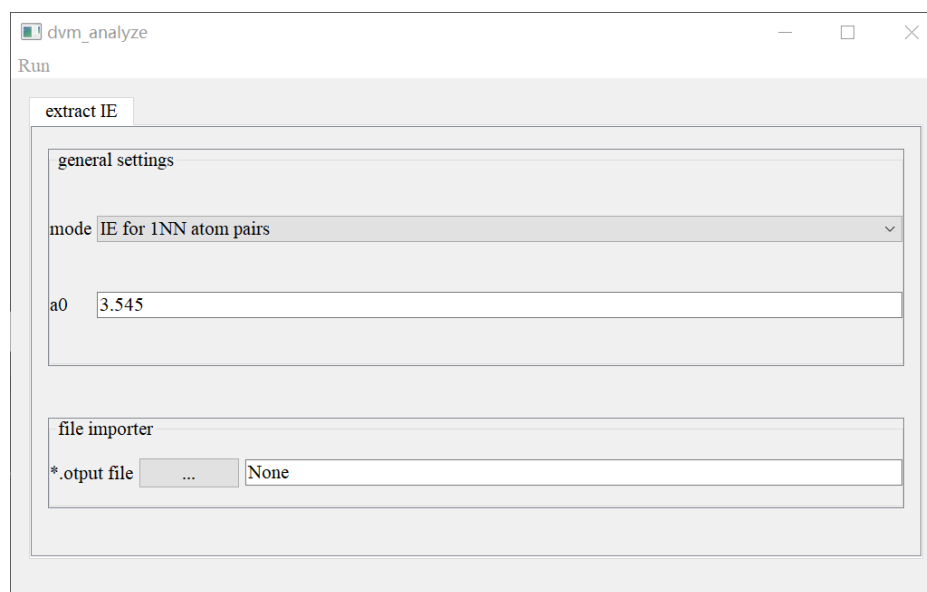 dvm_analyze
Run
extract IE
general settings
mode IE for 1NN atom pairs
a0 3.545
file importer
*.otput file ... None